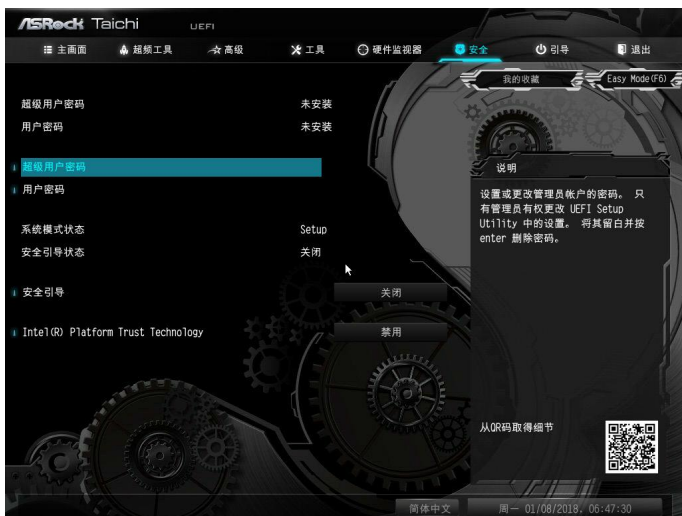 ASRock Taichi UEFI
主画面 超频工具 高级 工具 硬件监视器 安全 引导 退出
我的收藏 Easy Mode(F6)
超级用户密码 未安装
用户密码 未安装
超级用户密码
用户密码
系统模式状态 Setup
安全引导状态 关闭
安全引导 关闭
Intel(R) Platform Trust Technology 禁用
说明
设置或更改管理员帐户的密码。 只
有管理员有权更改 UEFI Setup
Utility 中的设置。 将其留白并按
enter 删除密码。
从QR码取得细节
简体中文 周一 01/08/2018, 06:47:30